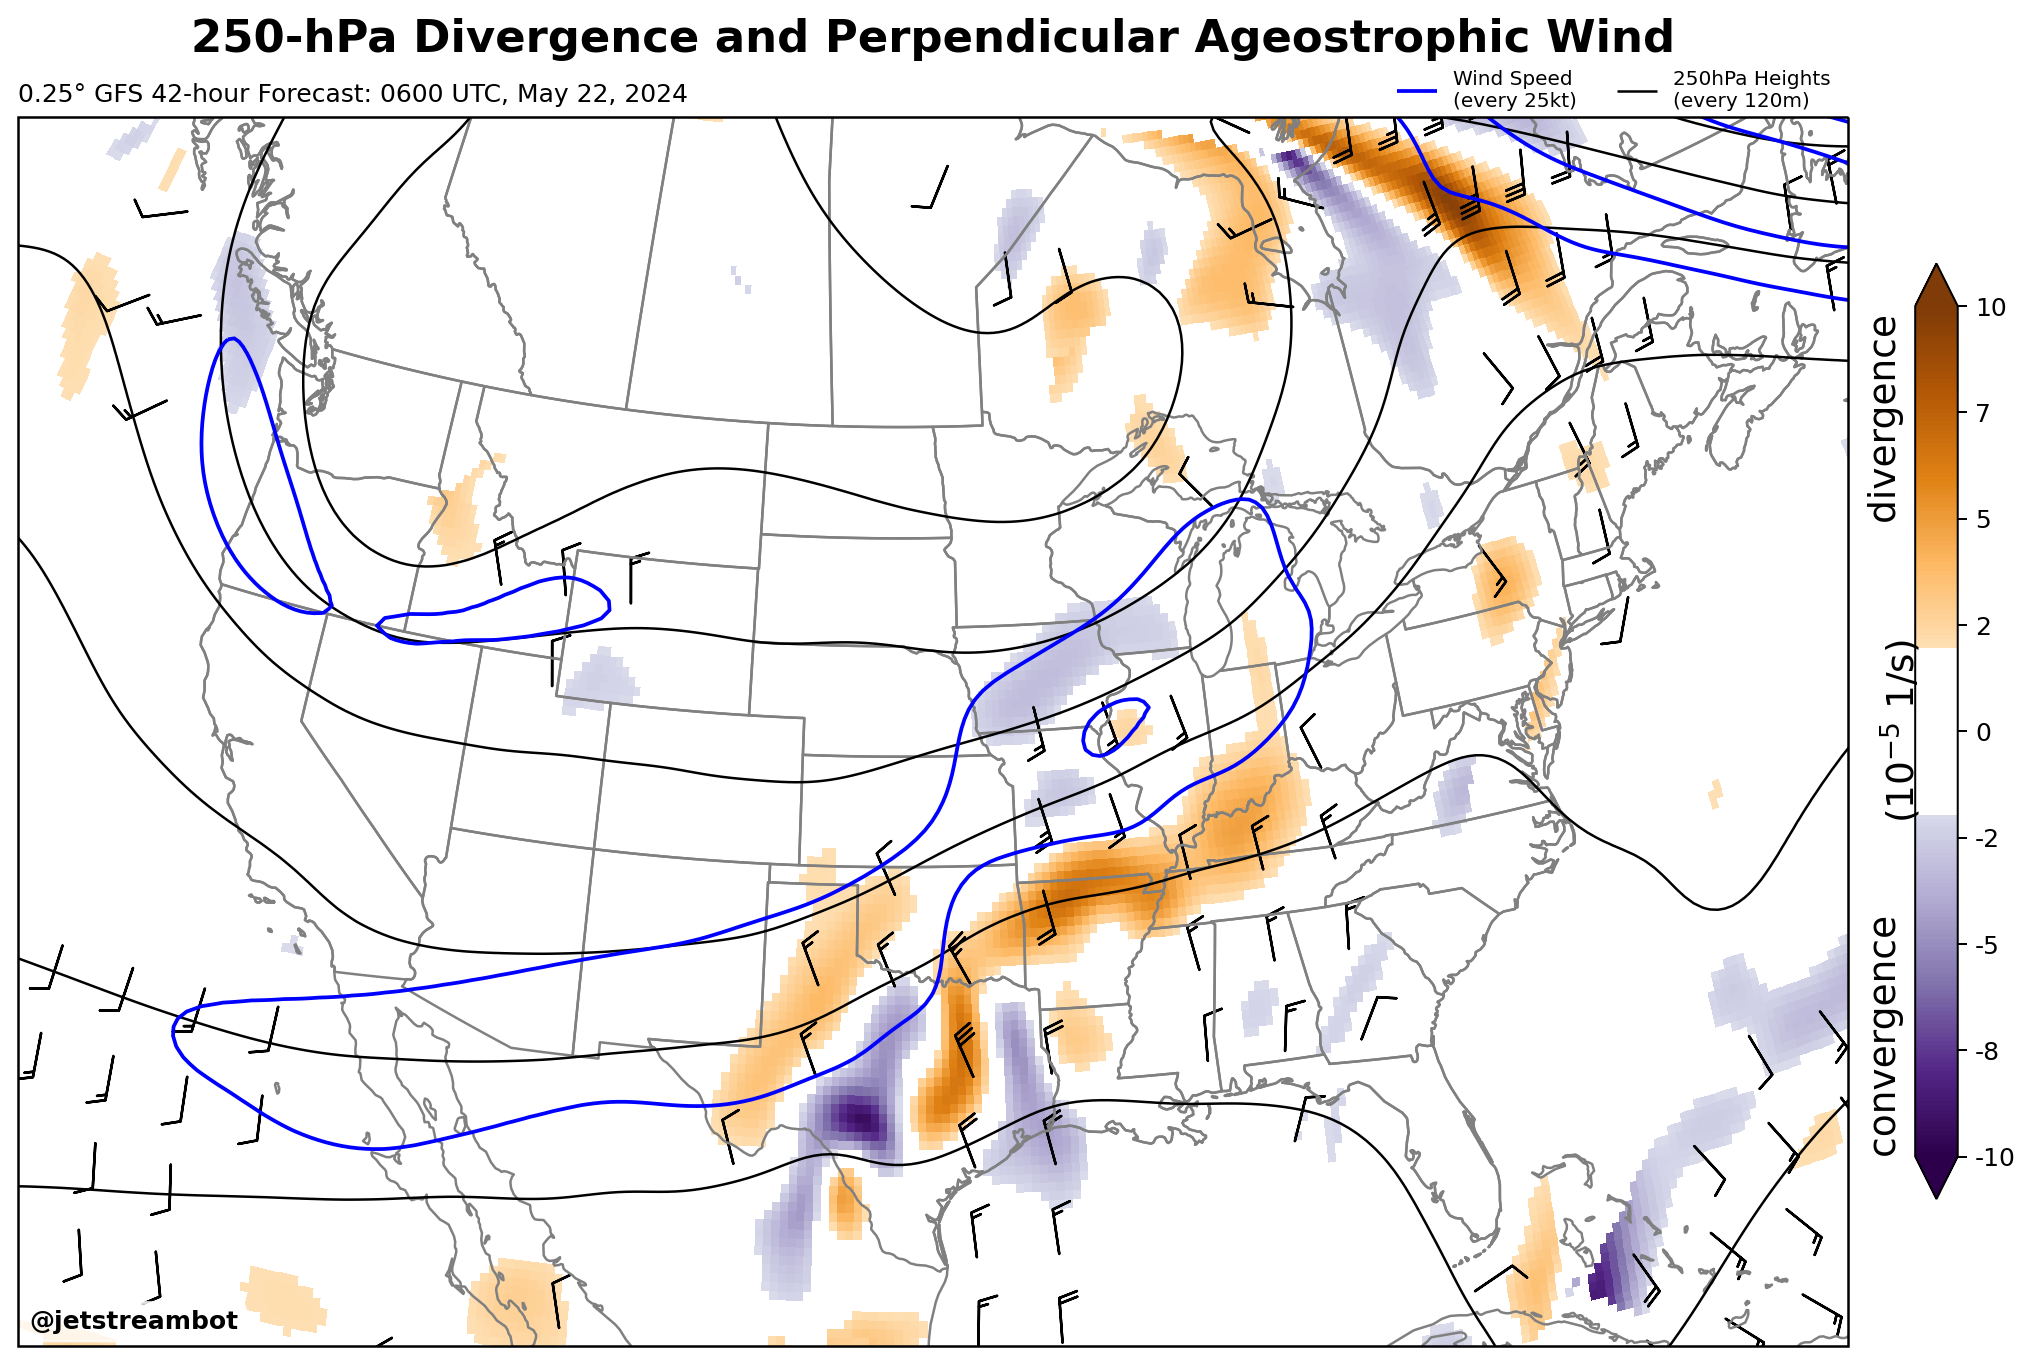 250-hPa Divergence and Perpendicular Ageostrophic Wind
0.25° GFS 42-hour Forecast: 0600 UTC, May 22, 2024
Wind Speed
(every 25kt)
250hPa Heights
(every 120m)
10
7
5
2
0
-2
-5
-8
-10
convergence
(10⁻⁵ 1/s)
divergence
@jetstreambot